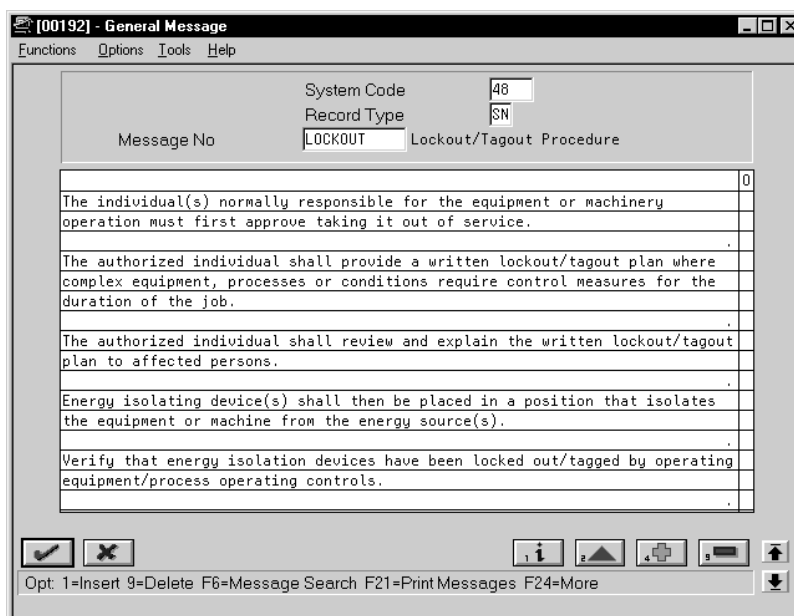 [00192] - General Message
Functions Options Tools Help
System Code 48
Record Type SN
Message No LOCKOUT Lockout/Tagout Procedure
O
The individual(s) normally responsible for the equipment or machinery
operation must first approve taking it out of service.
.
The authorized individual shall provide a written lockout/tagout plan where
complex equipment, processes or conditions require control measures for the
duration of the job.
.
The authorized individual shall review and explain the written lockout/tagout
plan to affected persons.
.
Energy isolating device(s) shall then be placed in a position that isolates
the equipment or machine from the energy source(s).
.
Verify that energy isolation devices have been locked out/tagged by operating
equipment/process operating controls.
.
1 i 2 4 9
Opt: 1=Insert 9=Delete F6=Message Search F21=Print Messages F24=More